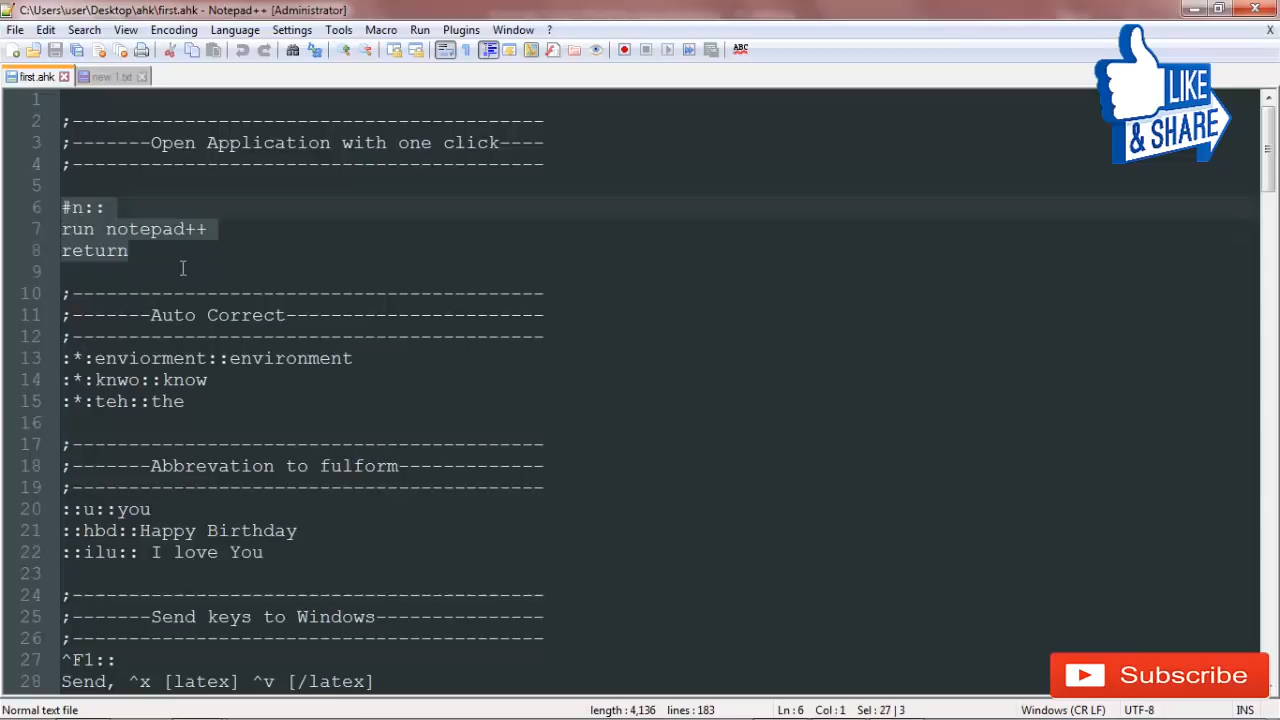 C:\Users\user\Desktop\ahk\first.ahk - Notepad++ [Administrator]
File Edit Search View Encoding Language Settings Tools Macro Run Plugins Window ? X
ABC
first.ahk new 1.txt
1
2 ;------------------------------------------
3 ;-------Open Application with one click----
4 ;------------------------------------------
5
6 #n::
7 run notepad++
8 return
9
10 ;------------------------------------------
11 ;-------Auto Correct-----------------------
12 ;------------------------------------------
13 :*:enviorment::environment
14 :*:knwo::know
15 :*:teh::the
16
17 ;------------------------------------------
18 ;-------Abbrevation to fulform-------------
19 ;------------------------------------------
20 ::u::you
21 ::hbd::Happy Birthday
22 ::ilu:: I love You
23
24 ;------------------------------------------
25 ;-------Send keys to Windows---------------
26 ;------------------------------------------
27 ^F1::
28 Send, ^x [latex] ^v [/latex]
LIKE
& SHARE
Subscribe
Normal text file length : 4,136 lines : 183 Ln : 6 Col : 1 Sel : 27 | 3 Windows (CR LF) UTF-8 INS